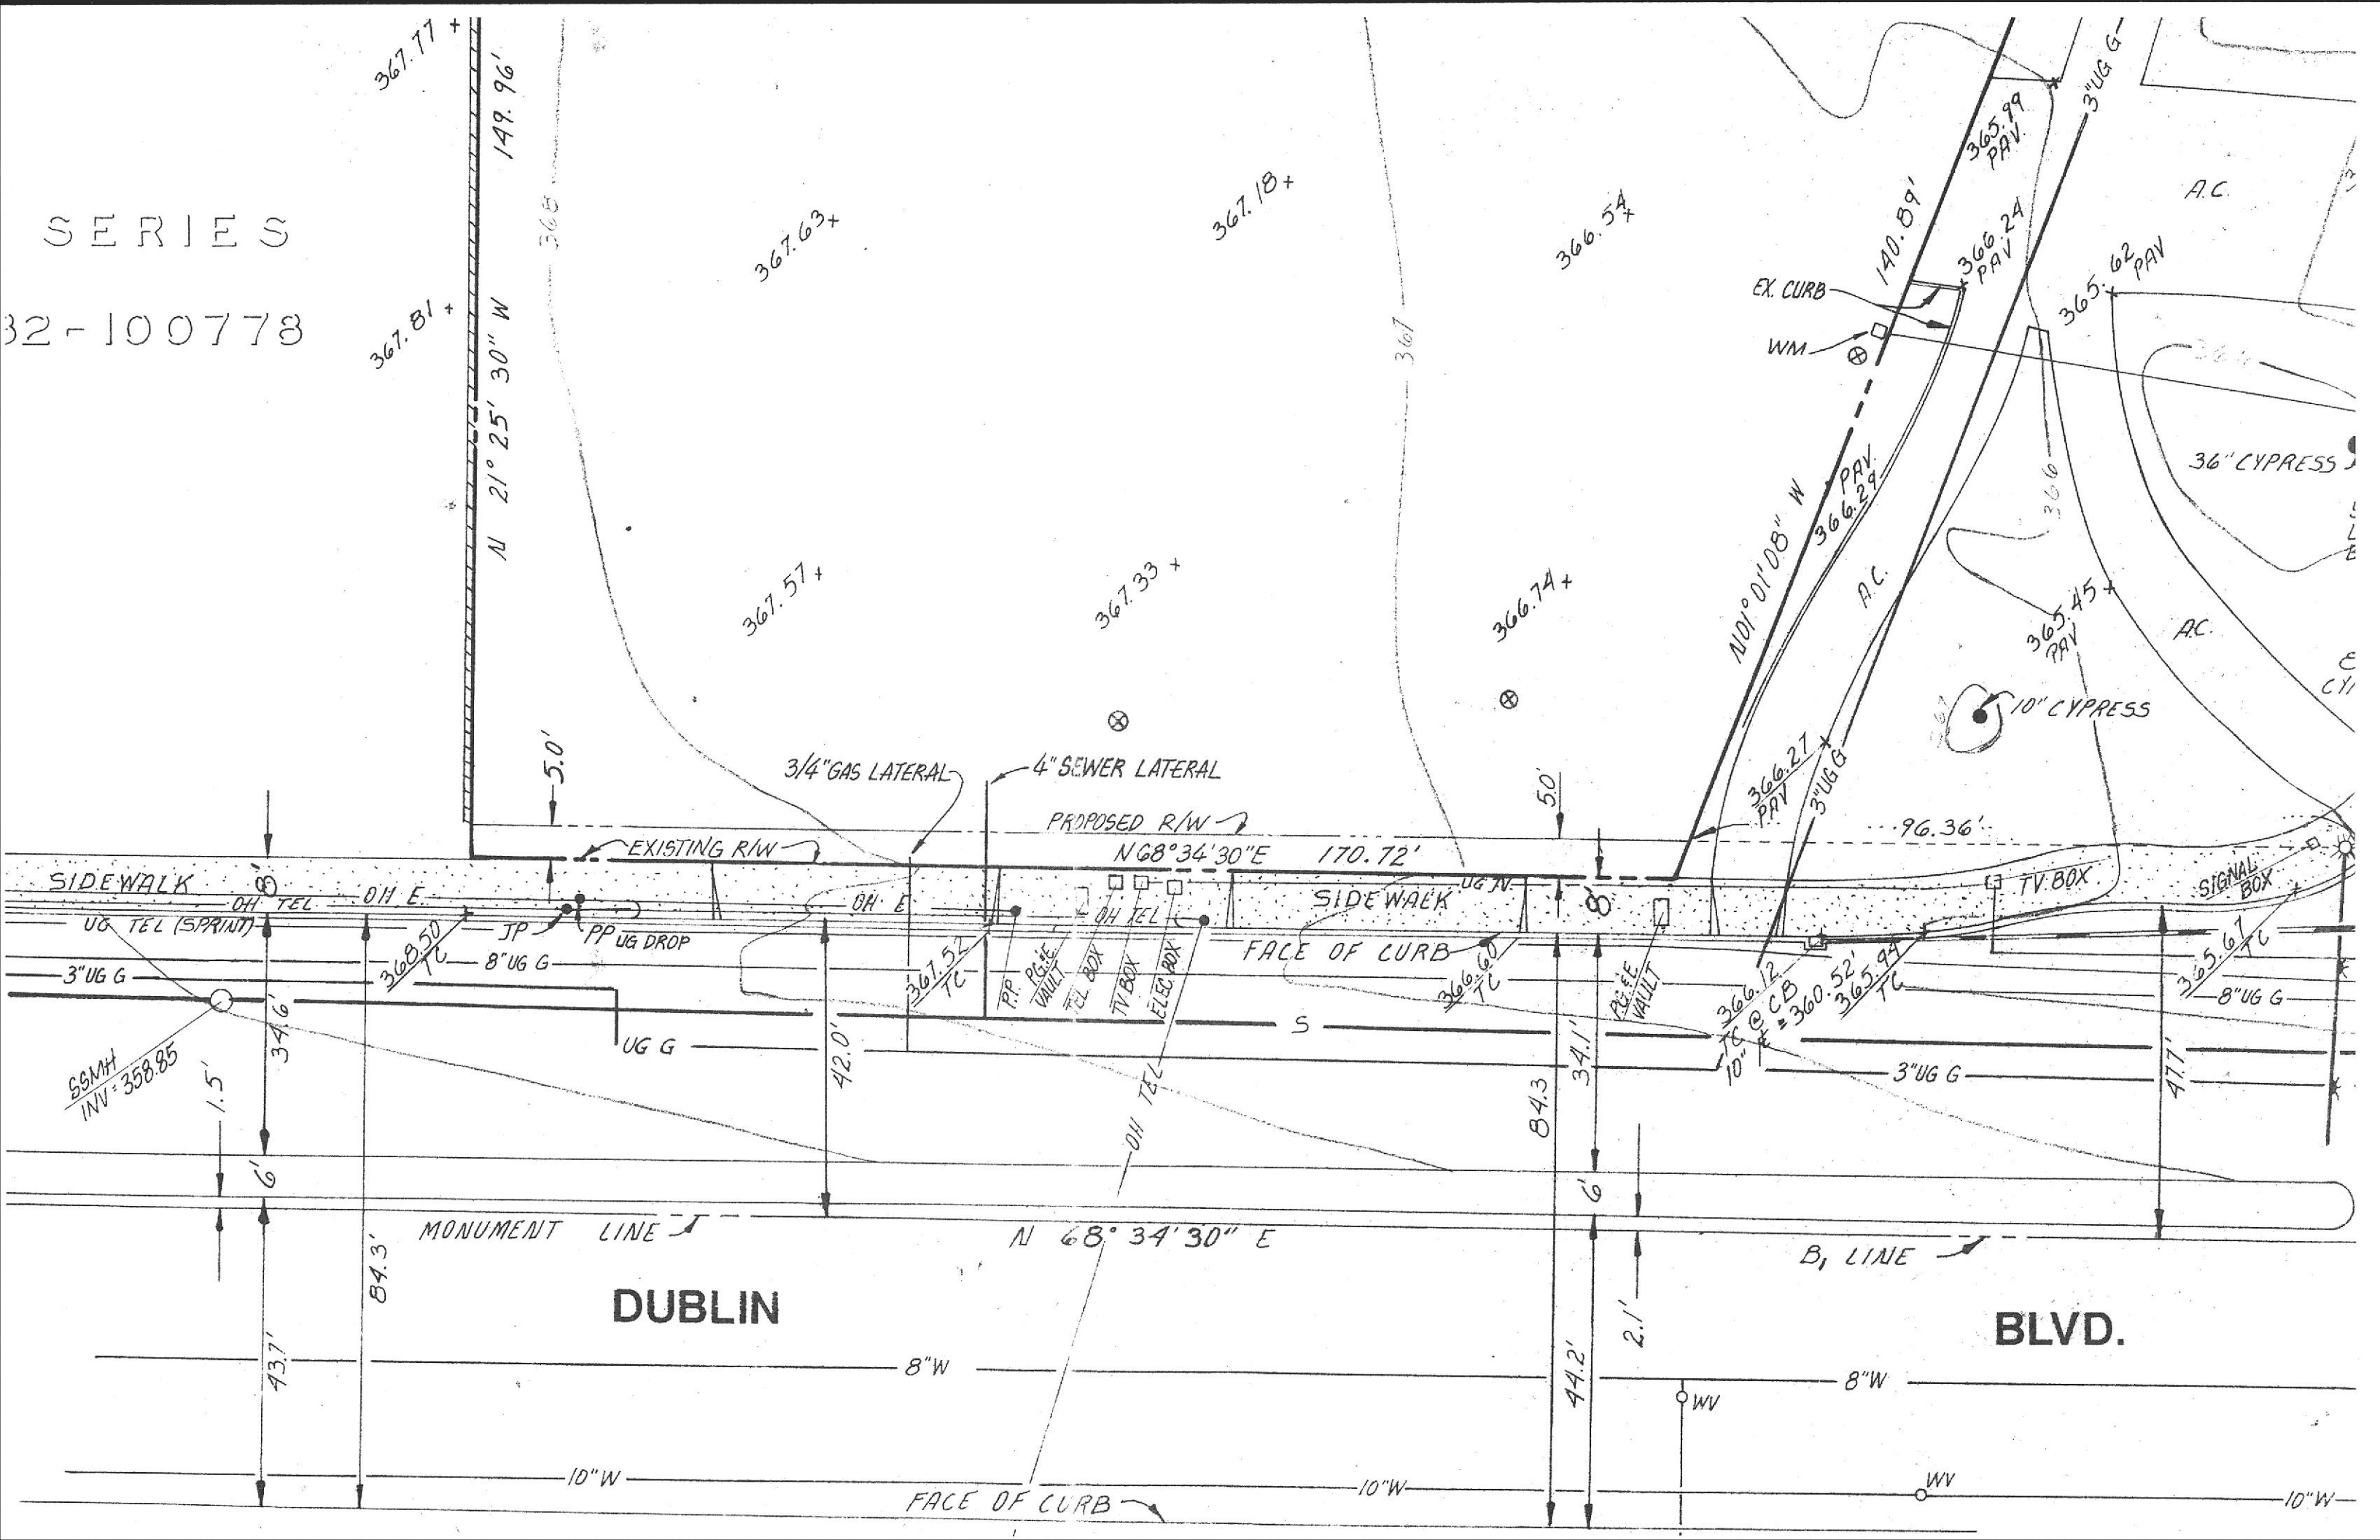 367.77
149.96'
SERIES
32-100778
367.81
N 21° 25' 30" W
368
367.63
367.18
366.54
367
365.99
PAV.
3"UG G
A.C.
140.89'
366.24
PAV
365.62
PAV
EX. CURB
WM
364
36" CYPRESS
366
PAV.
366.29
N01° 01' 08" W
A.C.
367.57
367.33
366.74
365.45
PAV
A.C.
10" CYPRESS
5.0'
3/4" GAS LATERAL
4" SEWER LATERAL
5.0'
366.27
PAV
3"UG G
PROPOSED R/W
96.36'
EXISTING R/W
N 68° 34' 30" E 170.72'
SIDEWALK
8'
OH TEL
OH E
OH E
OH TEL
SIDEWALK
8'
TV BOX
SIGNAL BOX
UG TEL (SPRINT)
JP
PP
UG DROP
368.50
TC
FACE OF CURB
8"UG G
3"UG G
367.52
TC
P.P.
P.G.&E. VAULT
TEL BOX
TV BOX
ELEC BOX
366.60
TC
P.G.&E. VAULT
366.12
TC @ CB
10" ℄ = 360.52'
365.94
TC
365.67
TC
8"UG G
34.6'
S
UG G
SSMH
INV = 358.85
1.5'
42.0'
84.3
34.1'
3"UG G
47.7'
OH TEL
6'
6'
MONUMENT LINE
N 68° 34' 30" E
B, LINE
84.3'
DUBLIN
BLVD.
43.7'
2.1'
44.2'
8"W
8"W
WV
10"W
10"W
WV
10"W
FACE OF CURB